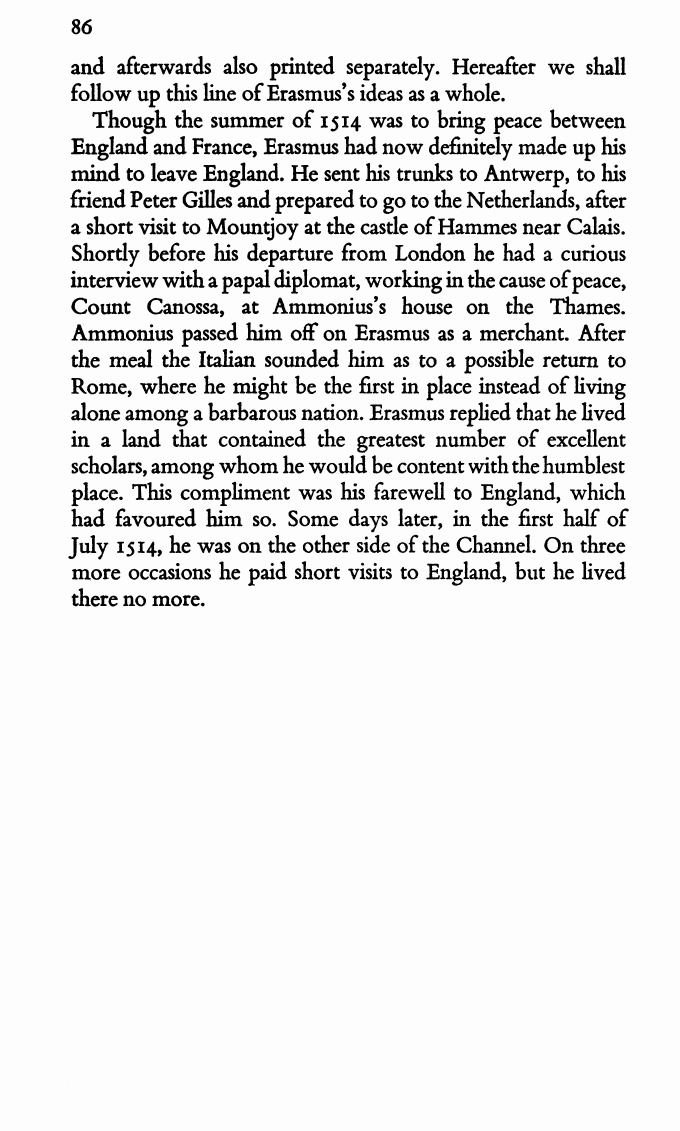 86
and afterwards also printed separately. Hereafter we shall
follow up this line of Erasmus's ideas as a whole.
Though the summer of 1514 was to bring peace between
England and France, Erasmus had now definitely made up his
mind to leave England. He sent his trunks to Antwerp, to his
friend Peter Gilles and prepared to go to the Netherlands, after
a short visit to Mountjoy at the castle of Hammes near Calais.
Shortly before his departure from London he had a curious
interview with a papal diplomat, working in the cause of peace,
Count Canossa, at Ammonius's house on the Thames.
Ammonius passed him off on Erasmus as a merchant. After
the meal the Italian sounded him as to a possible return to
Rome, where he might be the first in place instead of living
alone among a barbarous nation. Erasmus replied that he lived
in a land that contained the greatest number of excellent
scholars, among whom he would be content with the humblest
place. This compliment was his farewell to England, which
had favoured him so. Some days later, in the first half of
July 1514, he was on the other side of the Channel. On three
more occasions he paid short visits to England, but he lived
there no more.